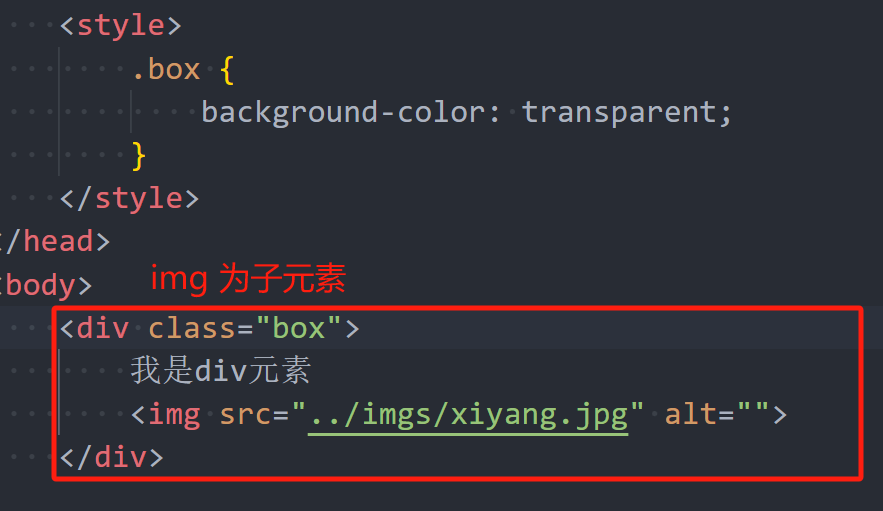 <style>
.box {
background-color: transparent;
}
</style>
</head>
body>
img 为子元素
<div class="box">
我是div元素
<img src="../imgs/xiyang.jpg" alt="">
</div>